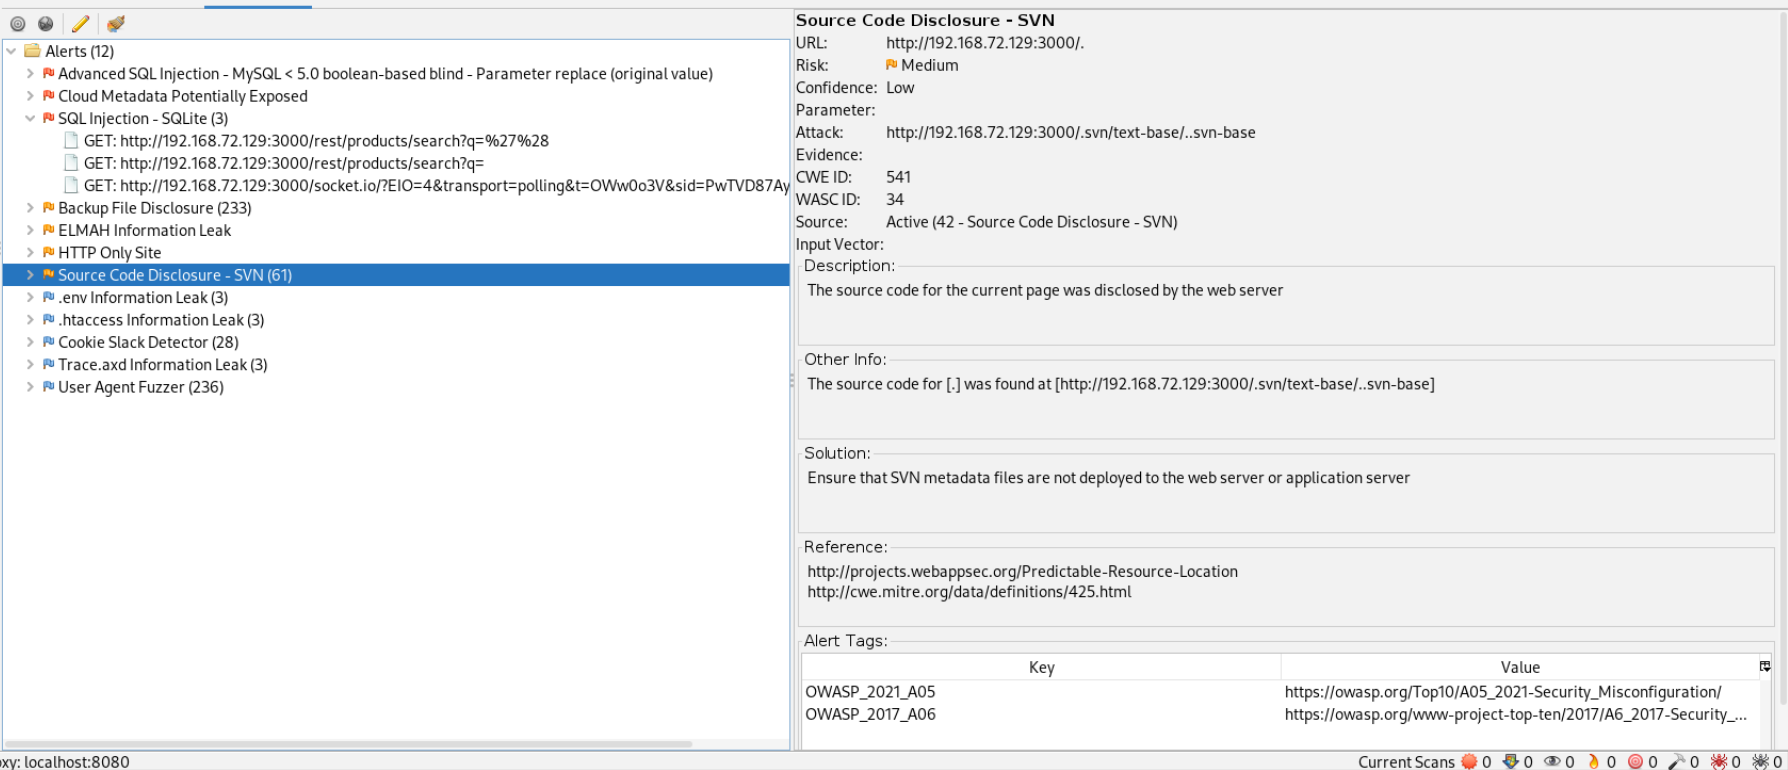 Alerts (12)
Advanced SQL Injection - MySQL < 5.0 boolean-based blind - Parameter replace (original value)
Cloud Metadata Potentially Exposed
SQL Injection - SQLite (3)
GET: http://192.168.72.129:3000/rest/products/search?q=%27%28
GET: http://192.168.72.129:3000/rest/products/search?q=
GET: http://192.168.72.129:3000/socket.io/?EIO=4&transport=polling&t=OWw0o3V&sid=PwTVD87Ay
Backup File Disclosure (233)
ELMAH Information Leak
HTTP Only Site
Source Code Disclosure - SVN (61)
.env Information Leak (3)
.htaccess Information Leak (3)
Cookie Slack Detector (28)
Trace.axd Information Leak (3)
User Agent Fuzzer (236)
Source Code Disclosure - SVN
URL: http://192.168.72.129:3000/.
Risk: Medium
Confidence: Low
Parameter:
Attack: http://192.168.72.129:3000/.svn/text-base/..svn-base
Evidence:
CWE ID: 541
WASC ID: 34
Source: Active (42 - Source Code Disclosure - SVN)
Input Vector:
Description:
The source code for the current page was disclosed by the web server
Other Info:
The source code for [.] was found at [http://192.168.72.129:3000/.svn/text-base/..svn-base]
Solution:
Ensure that SVN metadata files are not deployed to the web server or application server
Reference:
http://projects.webappsec.org/Predictable-Resource-Location
http://cwe.mitre.org/data/definitions/425.html
Alert Tags:
Key Value
OWASP_2021_A05 https://owasp.org/Top10/A05_2021-Security_Misconfiguration/
OWASP_2017_A06 https://owasp.org/www-project-top-ten/2017/A6_2017-Security_...
oxy: localhost:8080
Current Scans 0 0 0 0 0 0 0 0